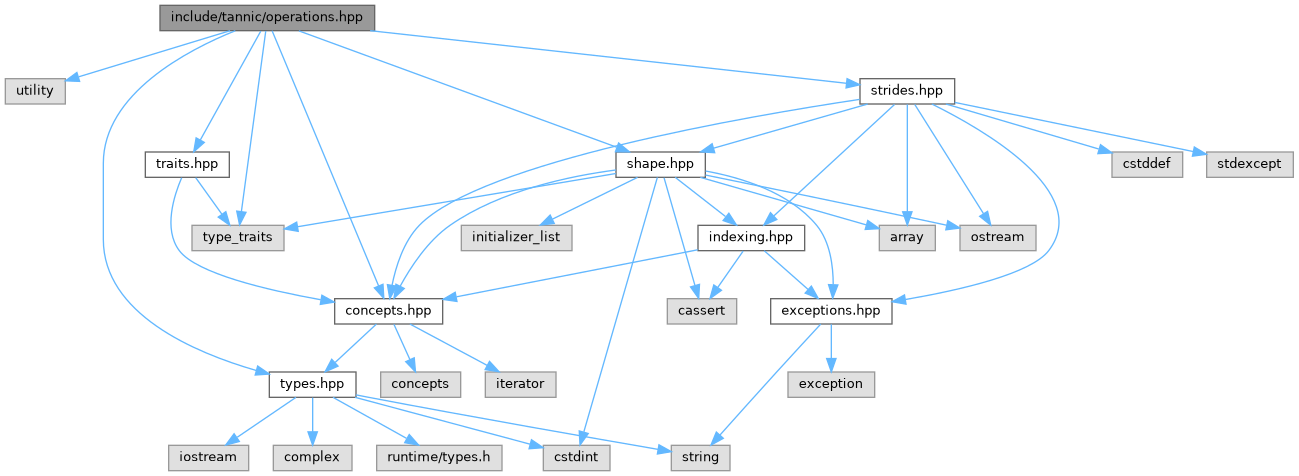 include/tannic/operations.hpp
utility
strides.hpp
traits.hpp
shape.hpp
cstddef
stdexcept
type_traits
initializer_list
indexing.hpp
array
ostream
concepts.hpp
cassert
exceptions.hpp
types.hpp
concepts
iterator
exception
iostream
complex
runtime/types.h
cstdint
string